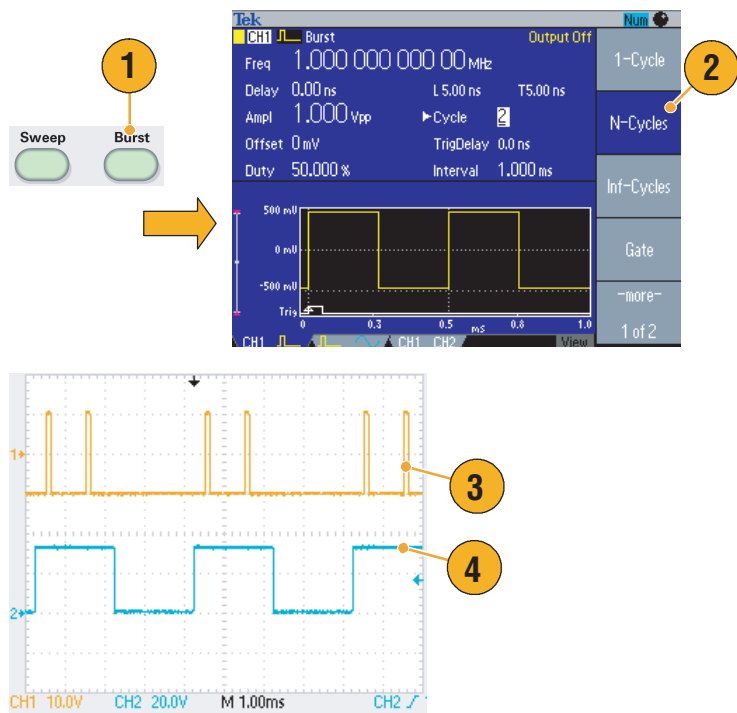 1
Sweep Burst
Tek Num
CH1 Burst Output Off
Freq 1.000 000 000 00 MHz
Delay 0.00 ns L 5.00 ns T5.00 ns
Ampl 1.000 Vpp Cycle 2
Offset 0 mV TrigDelay 0.0 ns
Duty 50.000 % Interval 1.000 ms
500 mV
0 mV
-500 mV
Trig
0 0.3 0.5 ms 0.8 1.0
CH1 CH1 CH2 View
1-Cycle
N-Cycles
Inf-Cycles
Gate
-more-
1 of 2
2
1
3
4
2
CH1 10.0V CH2 20.0V M 1.00ms CH2